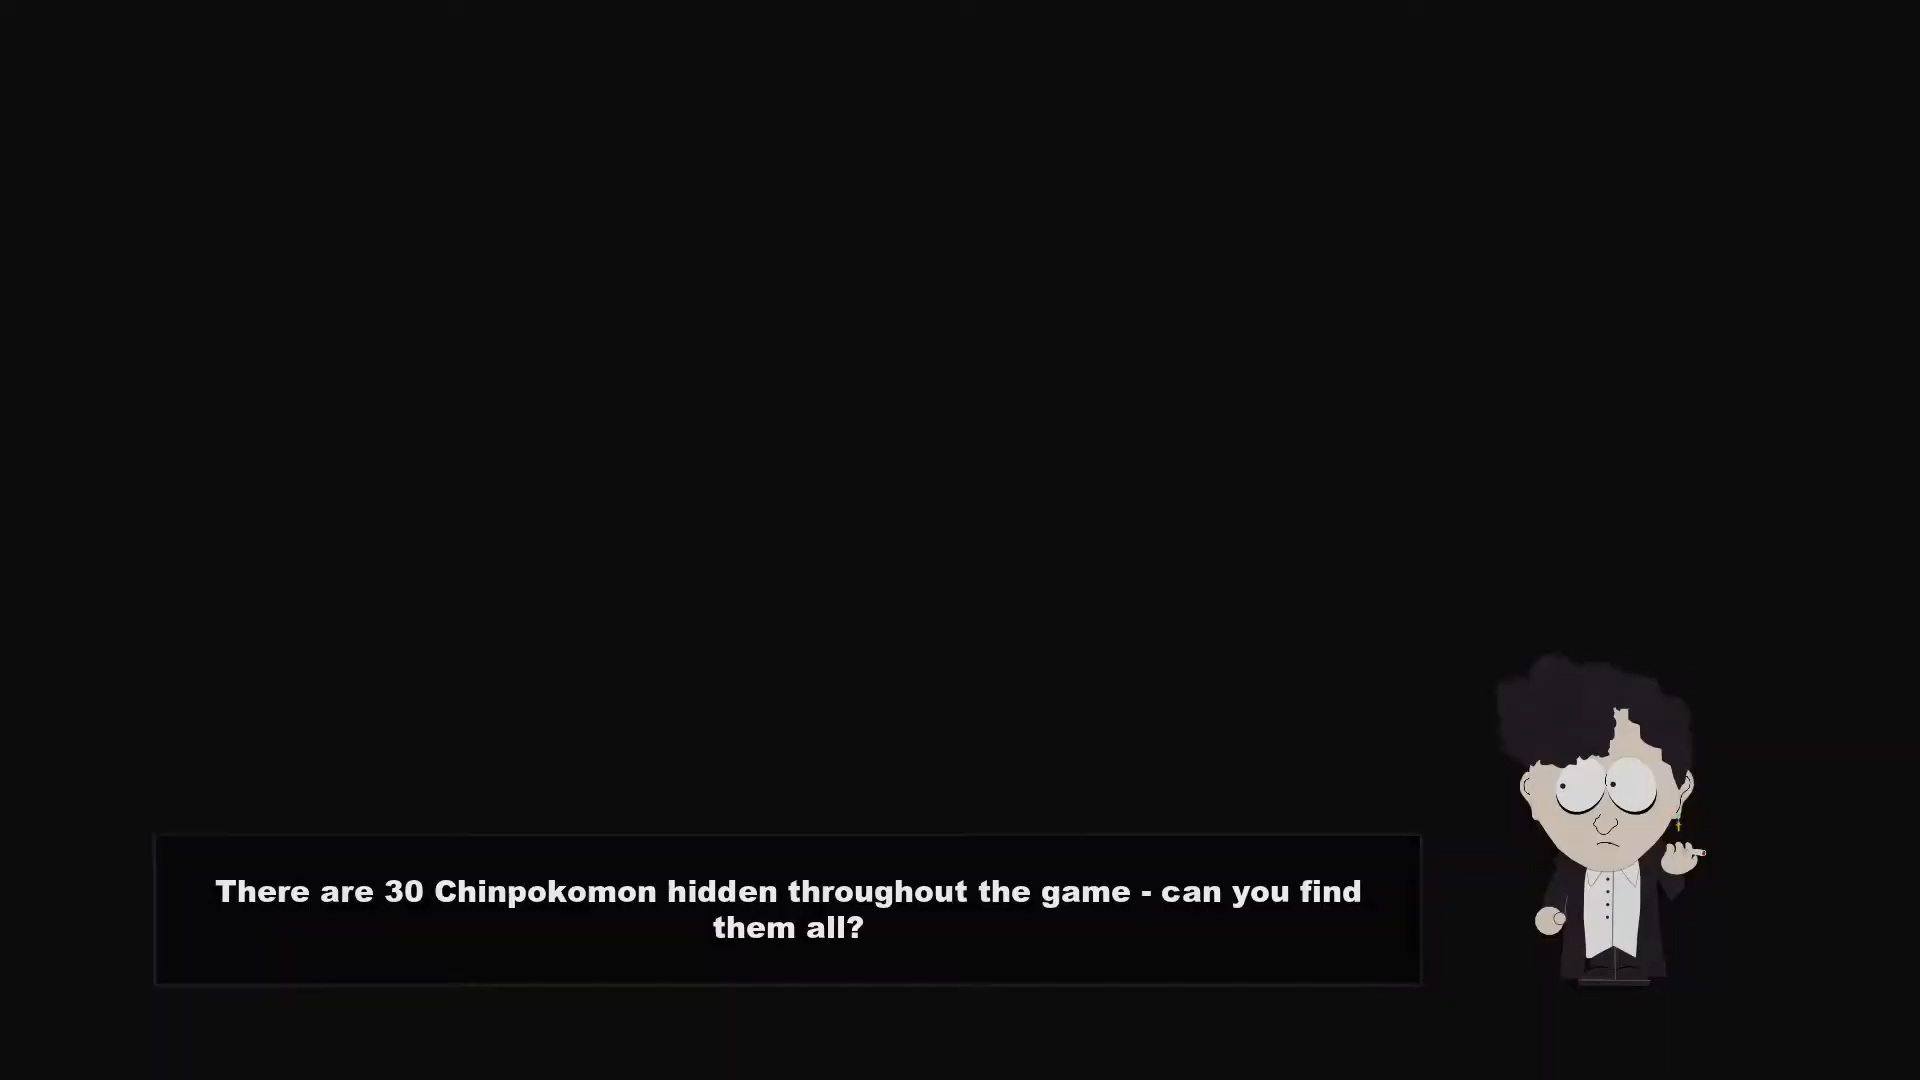 There are 30 Chinpokomon hidden throughout the game - can you find
them all?